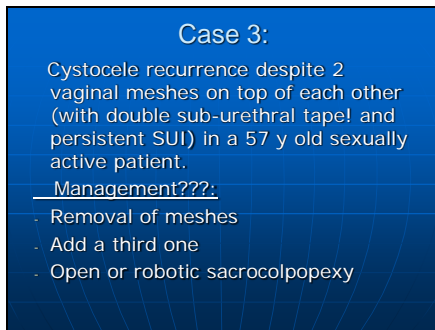 Case 3:
Cystocele recurrence despite 2
vaginal meshes on top of each other
(with double sub-urethral tape! and
persistent SUI) in a 57 y old sexually
active patient.
Management???:
- Removal of meshes
- Add a third one
- Open or robotic sacrocolpopexy